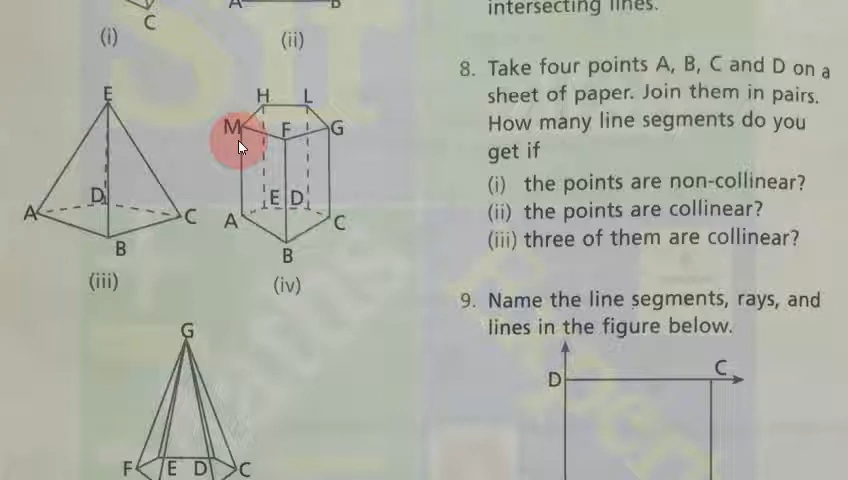 C
A B
(i) (ii)
E
H L
M F G
D E D
A C A C
B B
(iii) (iv)
G
F E D C
intersecting lines.
8. Take four points A, B, C and D on a
sheet of paper. Join them in pairs.
How many line segments do you
get if
(i) the points are non-collinear?
(ii) the points are collinear?
(iii) three of them are collinear?
9. Name the line segments, rays, and
lines in the figure below.
D C